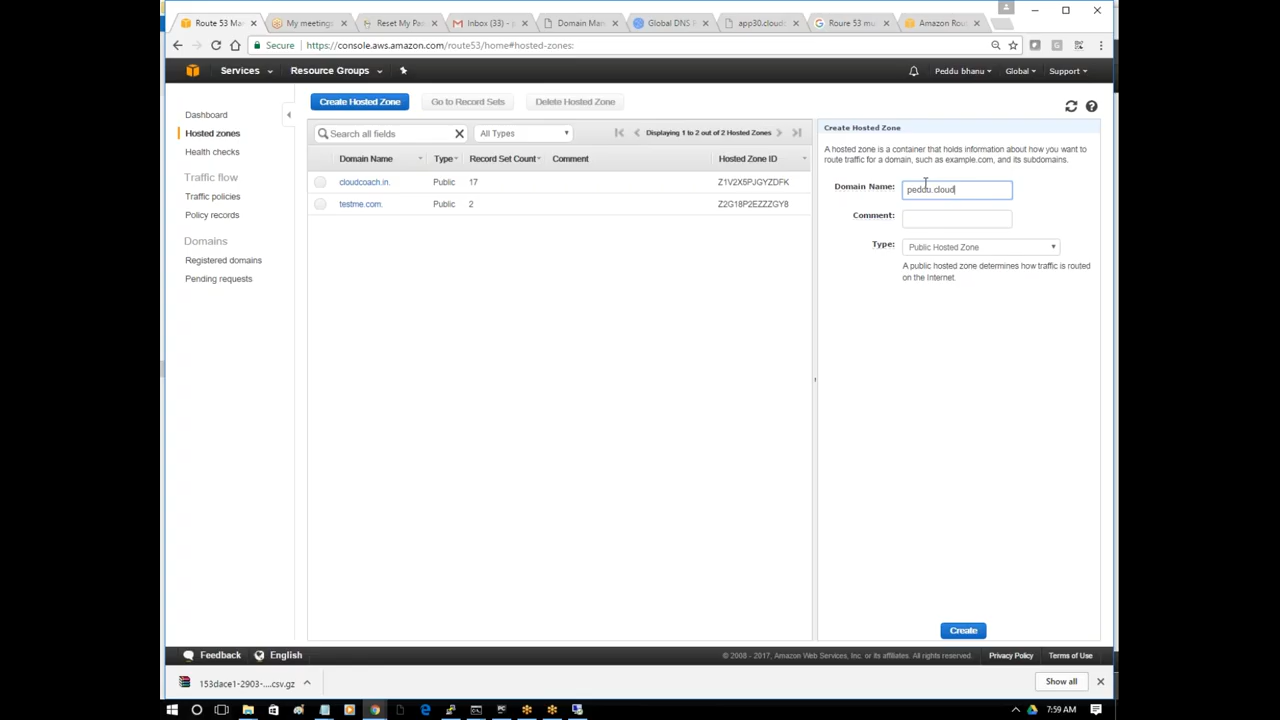 Route 53 Ma
My meetings
Reset My Pa
Inbox (33) -
Domain Man
Global DNS P
app30.cloud
Roure 53 mu
Amazon Rou
Secure
https://console.aws.amazon.com/route53/home#hosted-zones:
Services
Resource Groups
Peddu bhanu
Global
Support
Dashboard
Hosted zones
Health checks
Traffic flow
Traffic policies
Policy records
Domains
Registered domains
Pending requests
Create Hosted Zone
Go to Record Sets
Delete Hosted Zone
Search all fields
All Types
Displaying 1 to 2 out of 2 Hosted Zones
Domain Name
Type
Record Set Count
Comment
Hosted Zone ID
cloudcoach.in.
Public
17
Z1V2X5PJGYZDFK
testme.com.
Public
2
Z2G18P2EZZZGY8
Create Hosted Zone
A hosted zone is a container that holds information about how you want to
route traffic for a domain, such as example.com, and its subdomains.
Domain Name:
peddu.cloud
Comment:
Type:
Public Hosted Zone
A public hosted zone determines how traffic is routed
on the Internet.
Create
Feedback
English
© 2008 - 2017, Amazon Web Services, Inc. or its affiliates. All rights reserved.
Privacy Policy
Terms of Use
153dace1-2903-....csv.gz
Show all
7:59 AM